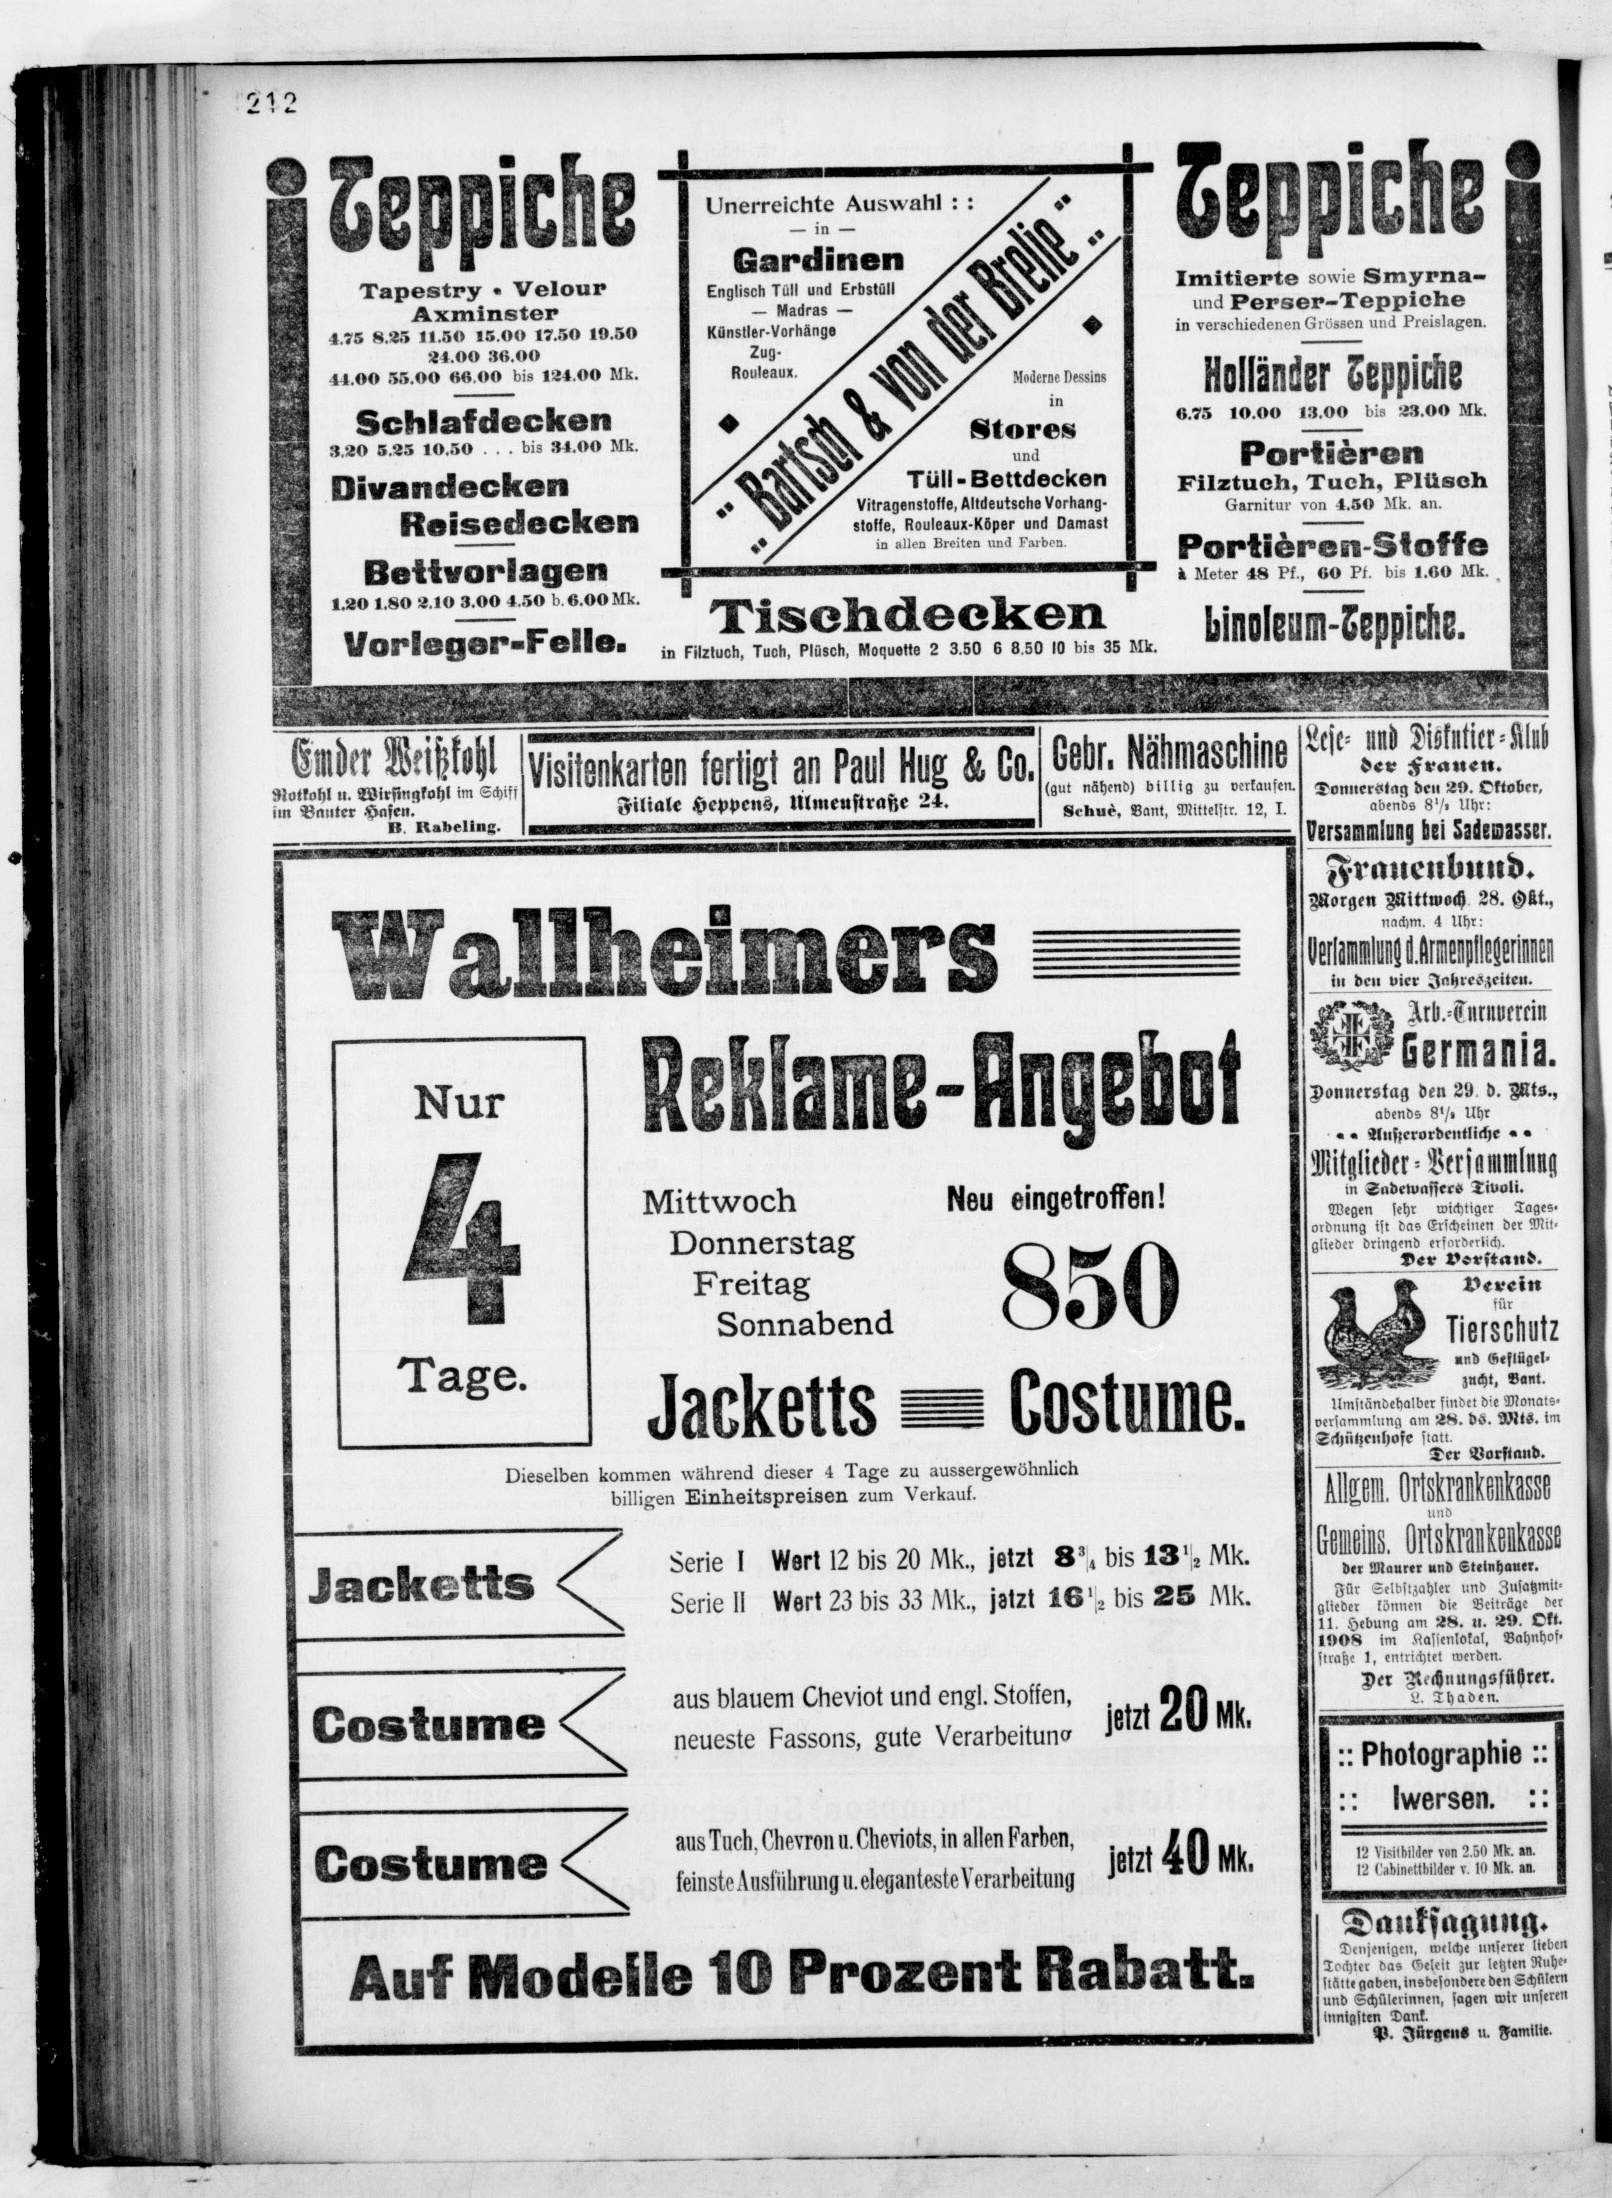 212
Teppiche
Tapestry • Velour
Axminster
4.75 8.25 11.50 15.00 17.50 19.50
24.00 36.00
44.00 55.00 66.00 bis 124.00 Mk.
Schlafdecken
3.20 5.25 10.50 . . . bis 34.00 Mk.
Divandecken
Reisedecken
Bettvorlagen
1.20 1.80 2.10 3.00 4.50 b. 6.00 Mk.
Vorleger-Felle.
Unerreichte Auswahl : :
— in —
Gardinen
Englisch Tüll und Erbstüll
— Madras —
Künstler-Vorhänge
Zug-
Rouleaux.
„ Bartsch & von der Brelie “
Moderne Dessins
in
Stores
und
Tüll-Bettdecken
Vitragenstoffe, Altdeutsche Vorhang-
stoffe, Rouleaux-Köper und Damast
in allen Breiten und Farben.
Tischdecken
in Filztuch, Tuch, Plüsch, Moquette 2 3.50 6 8.50 10 bis 35 Mk.
Teppiche
Imitierte sowie Smyrna-
und Perser-Teppiche
in verschiedenen Grössen und Preislagen.
Holländer Teppiche
6.75 10.00 13.00 bis 23.00 Mk.
Portièren
Filztuch, Tuch, Plüsch
Garnitur von 4.50 Mk. an.
Portièren-Stoffe
à Meter 48 Pf., 60 Pf. bis 1.60 Mk.
Linoleum-Teppiche.
Emder Weißkohl
Rotkohl u. Wirsingkohl im Schiff
im Banter Hafen.
B. Rabeling.
Visitenkarten fertigt an Paul Hug & Co.
Filiale Heppens, Ulmenstraße 24.
Gebr. Nähmaschine
(gut nähend) billig zu verkaufen.
Schuè, Bant, Mittelstr. 12, I.
Lese- und Diskutier-Klub
der Frauen.
Donnerstag den 29. Oktober,
abends 8½ Uhr:
Versammlung bei Sadewasser.
Frauenbund.
Morgen Mittwoch 28. Okt.,
nachm. 4 Uhr:
Versammlung d. Armenpflegerinnen
in den vier Jahreszeiten.
Arb.-Turnverein
Germania.
Donnerstag den 29. d. Mts.,
abends 8½ Uhr
• • Außerordentliche • •
Mitglieder-Versammlung
in Sadewassers Tivoli.
Wegen sehr wichtiger Tages-
ordnung ist das Erscheinen der Mit-
glieder dringend erforderlich.
Der Vorstand.
Verein
für
Tierschutz
und Geflügel-
zucht, Bant.
Umständehalber findet die Monats-
versammlung am 28. ds. Mts. im
Schützenhofe statt.
Der Vorstand.
Allgem. Ortskrankenkasse
und
Gemeins. Ortskrankenkasse
der Maurer und Steinhauer.
Für Selbstzahler und Zusatzmit-
glieder können die Beiträge der
11. Hebung am 28. u. 29. Okt.
1908 im Kassenlokal, Bahnhof-
straße 1, entrichtet werden.
Der Rechnungsführer.
L. Thaden.
:: Photographie ::
:: Iwersen. ::
12 Visitbilder von 2.50 Mk. an.
12 Cabinettbilder v. 10 Mk. an.
Danksagung.
Denjenigen, welche unserer lieben
Tochter das Geleit zur letzten Ruhe-
stätte gaben, insbesondere den Schülern
und Schülerinnen, sagen wir unseren
innigsten Dank.
P. Jürgens u. Familie.
Wallheimers
Reklame-Angebot
Nur
4
Tage.
Mittwoch
Donnerstag
Freitag
Sonnabend
Neu eingetroffen!
850
Jacketts Costume.
Dieselben kommen während dieser 4 Tage zu aussergewöhnlich
billigen Einheitspreisen zum Verkauf.
Jacketts
Serie I Wert 12 bis 20 Mk., jetzt 8¾ bis 13½ Mk.
Serie II Wert 23 bis 33 Mk., jetzt 16½ bis 25 Mk.
Costume
aus blauem Cheviot und engl. Stoffen,
neueste Fassons, gute Verarbeitung
jetzt 20 Mk.
Costume
aus Tuch, Chevron u. Cheviots, in allen Farben,
feinste Ausführung u. eleganteste Verarbeitung
jetzt 40 Mk.
Auf Modelle 10 Prozent Rabatt.